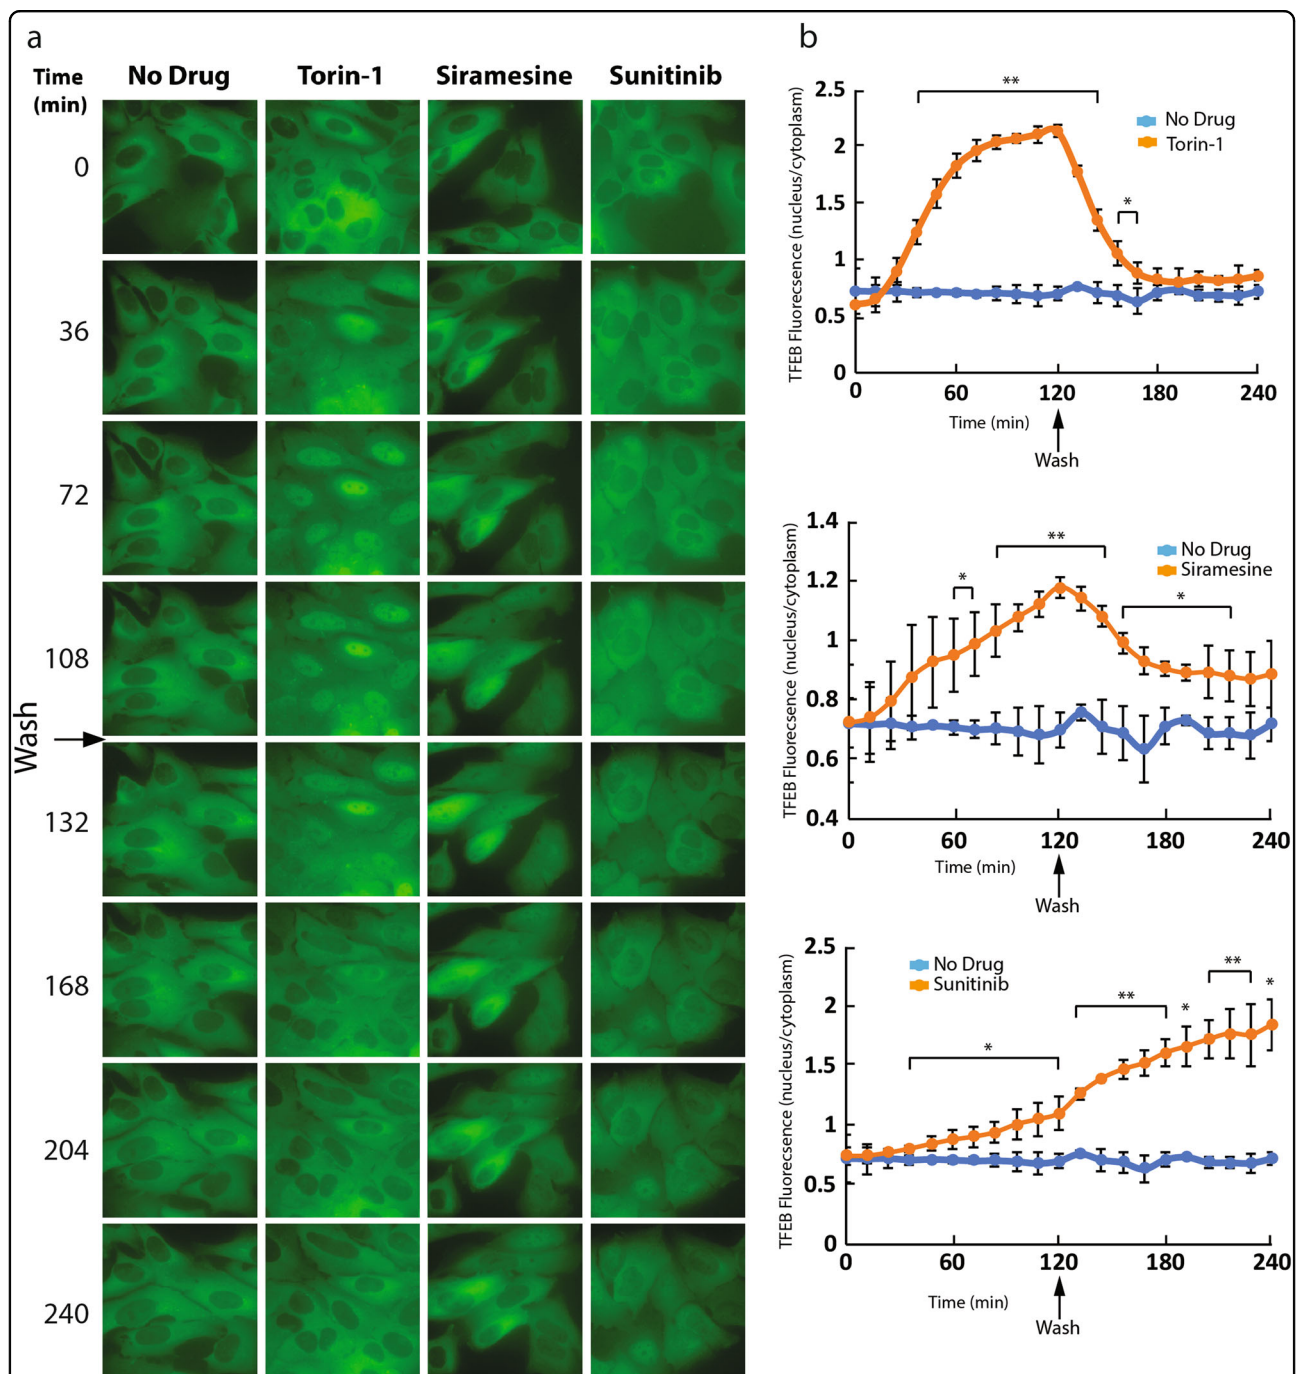 a
Time
(min)
No Drug
Torin-1
Siramesine
Sunitinib
0
36
72
108
Wash
132
168
204
240
b
TFEB Fluorecsence (nucleus/cytoplasm)
2.5
2
1.5
1
0.5
0
**
*
No Drug
Torin-1
0 60 120 180 240
Time (min)
Wash
TFEB Fluorecsence (nucleus/cytoplasm)
1.4
1.2
1
0.8
0.6
0.4
*
**
*
No Drug
Siramesine
0 60 120 180 240
Time (min)
Wash
TFEB Fluorecsence (nucleus/cytoplasm)
2.5
2
1.5
1
0.5
0
No Drug
Sunitinib
*
**
*
**
*
0 60 120 180 240
Time (min)
Wash